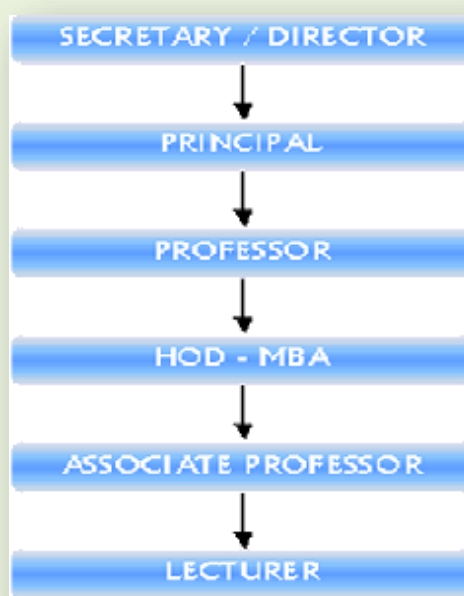 SECRETARY / DIRECTOR
PRINCIPAL
PROFESSOR
HOD - MBA
ASSOCIATE PROFESSOR
LECTURER